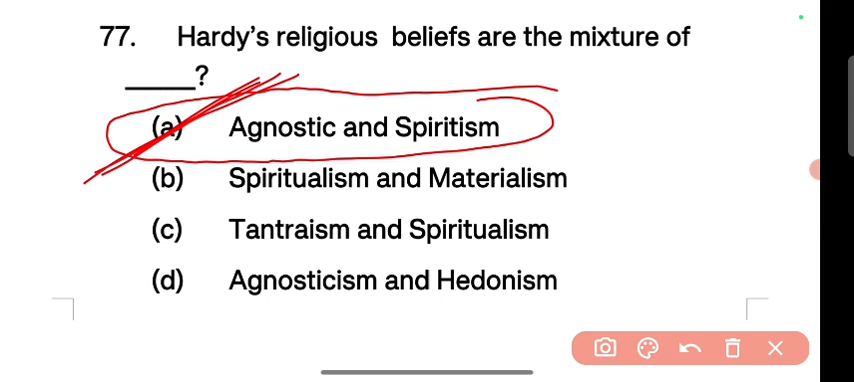 77. Hardy's religious beliefs are the mixture of
_____?
(a) Agnostic and Spiritism
(b) Spiritualism and Materialism
(c) Tantraism and Spiritualism
(d) Agnosticism and Hedonism